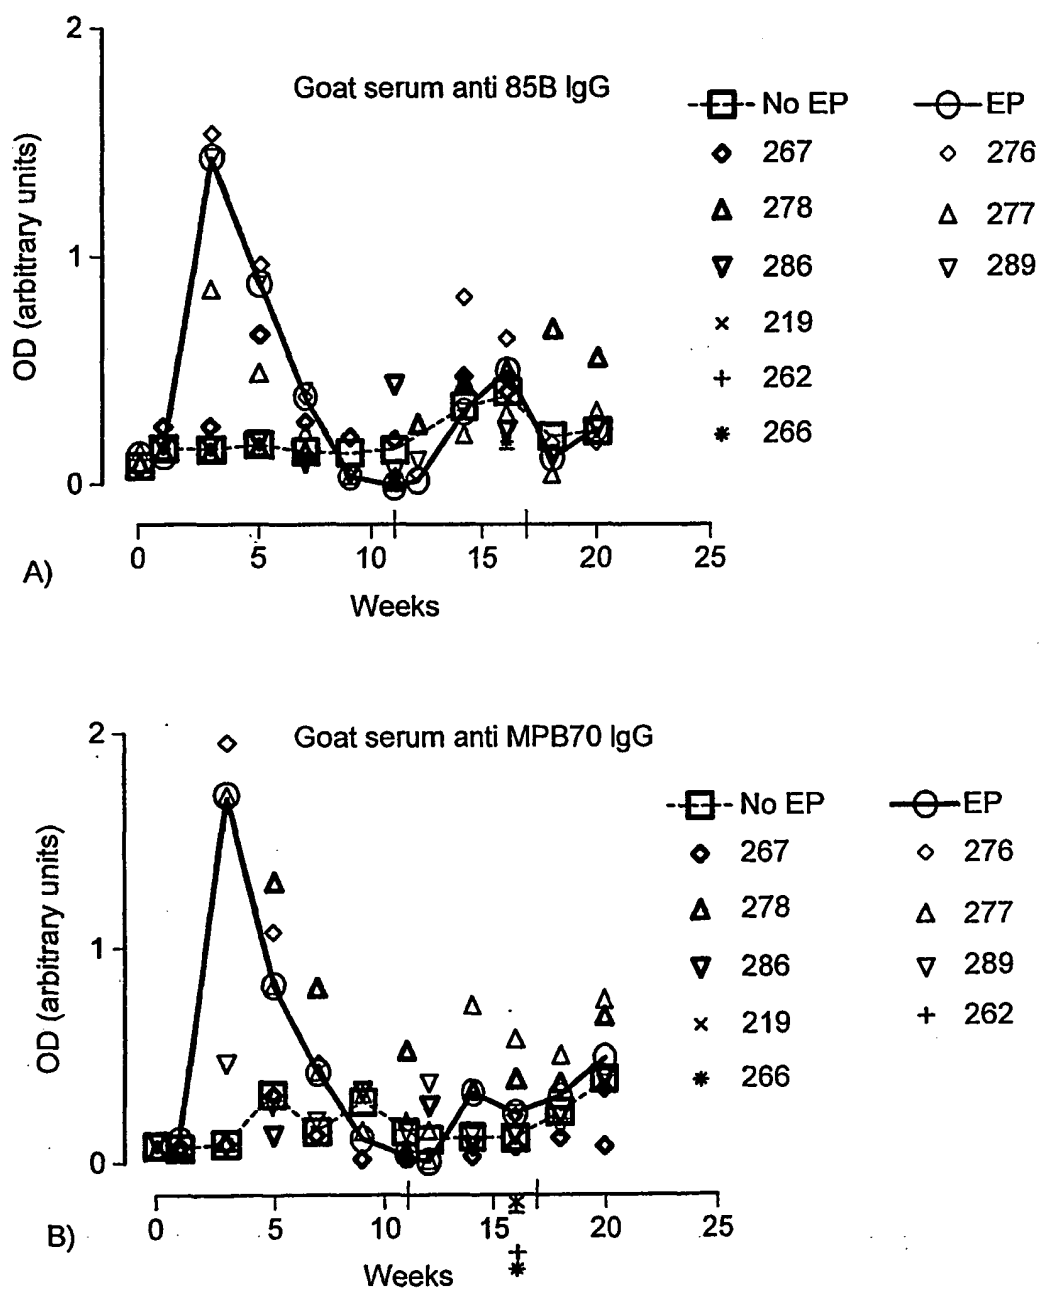 2
Goat serum anti 85B IgG
No EP EP
267 276
278 277
286 289
219
262
266
OD (arbitrary units)
1
0
0 5 10 15 20 25
A)
Weeks
2
Goat serum anti MPB70 IgG
No EP EP
267 276
278 277
286 289
219 262
266
OD (arbitrary units)
1
0
0 5 10 15 20 25
B)
Weeks